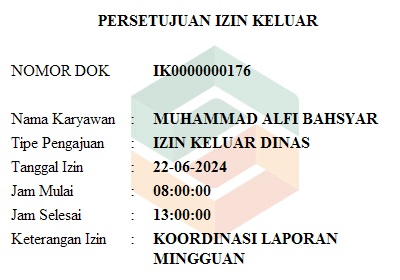 PERSETUJUAN IZIN KELUAR
NOMOR DOK IK0000000176
Nama Karyawan : MUHAMMAD ALFI BAHSYAR
Tipe Pengajuan : IZIN KELUAR DINAS
Tanggal Izin : 22-06-2024
Jam Mulai : 08:00:00
Jam Selesai : 13:00:00
Keterangan Izin : KOORDINASI LAPORAN
MINGGUAN